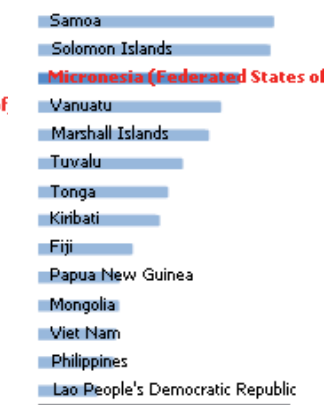 Samoa
Solomon Islands
Micronesia (Federated States of
of
Vanuatu
Marshall Islands
Tuvalu
Tonga
Kiribati
Fiji
Papua New Guinea
Mongolia
Viet Nam
Philippines
Lao People's Democratic Republic